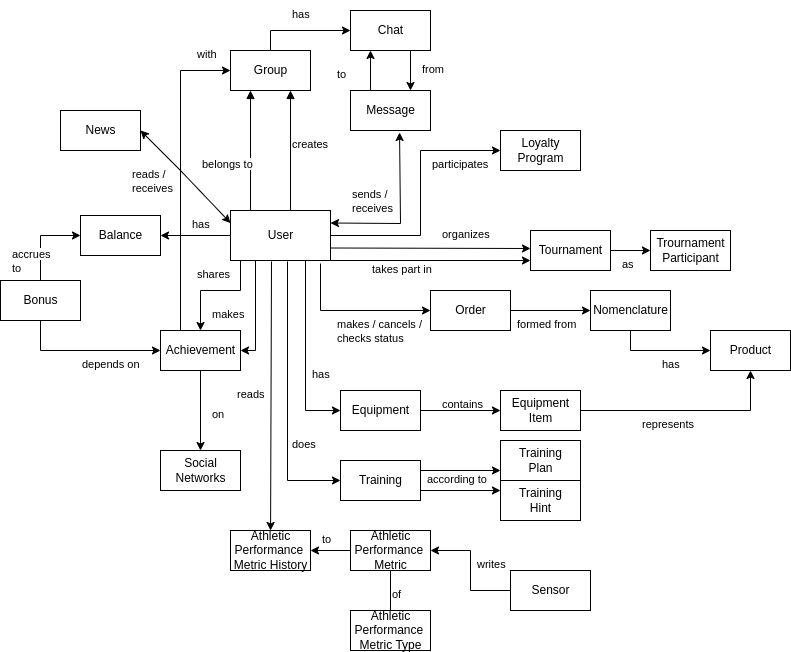 has
Chat
with
Group
to
from
News
Message
belongs to
creates
Loyalty
Program
participates
reads /
receives
sends /
receives
Balance
has
User
organizes
Tournament
as
Trournament
Participant
accrues
to
takes part in
shares
Bonus
makes
Order
Nomenclature
makes / cancels /
checks status
formed from
depends on
Achievement
has
Product
has
reads
Equipment
contains
Equipment
Item
represents
on
does
Social
Networks
Training
according to
Training
Plan
Training
Hint
Athletic
Performance
Metric History
to
Athletic
Performance
Metric
writes
Sensor
of
Athletic
Performance
Metric Type